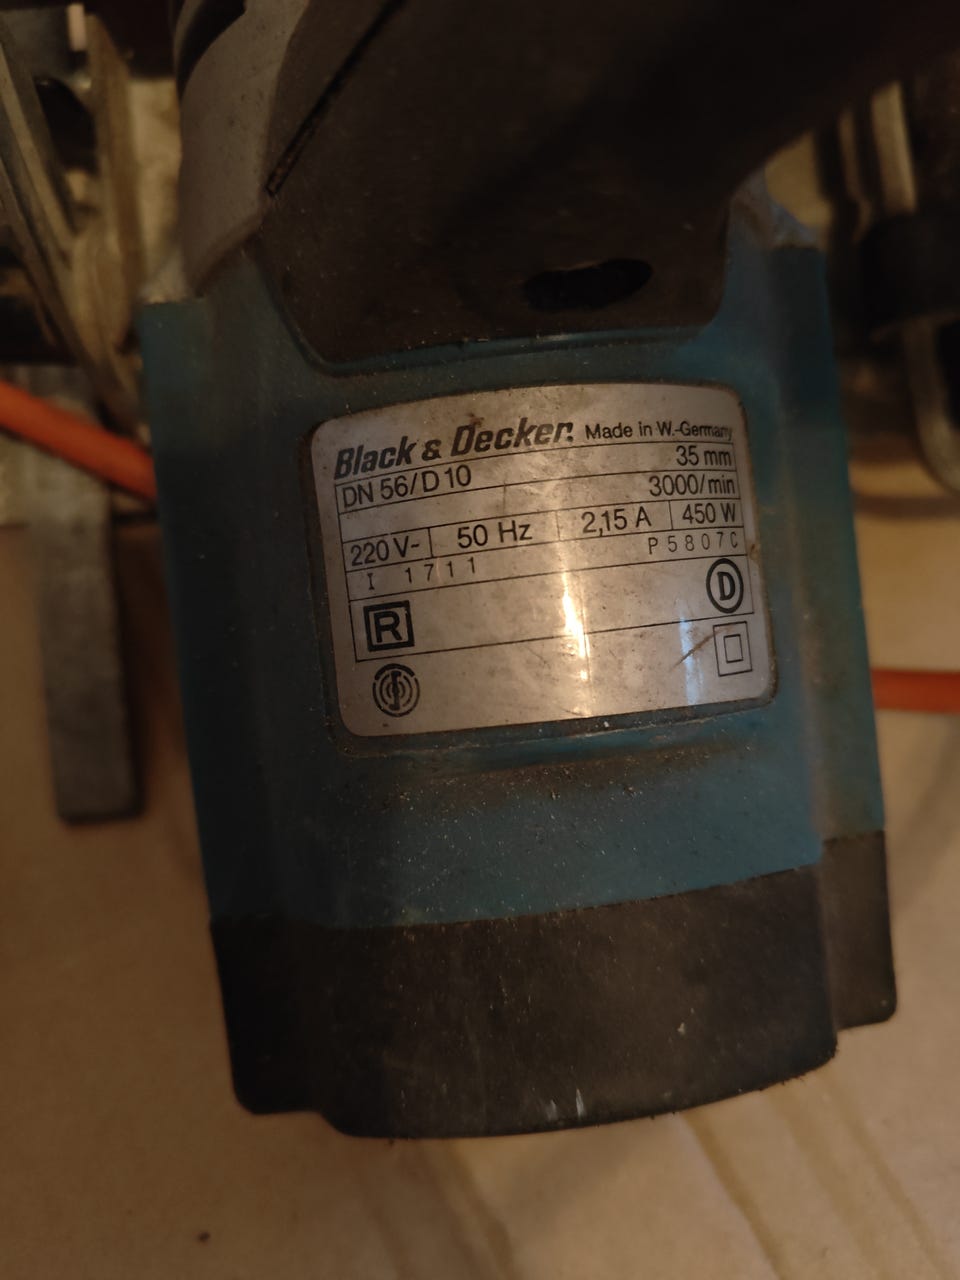 Black & Decker. Made in W.-Germany
35 mm
DN 56/D 10
3000/min
220 V~ 50 Hz 2,15 A 450 W
I 1711 P5807C
R D